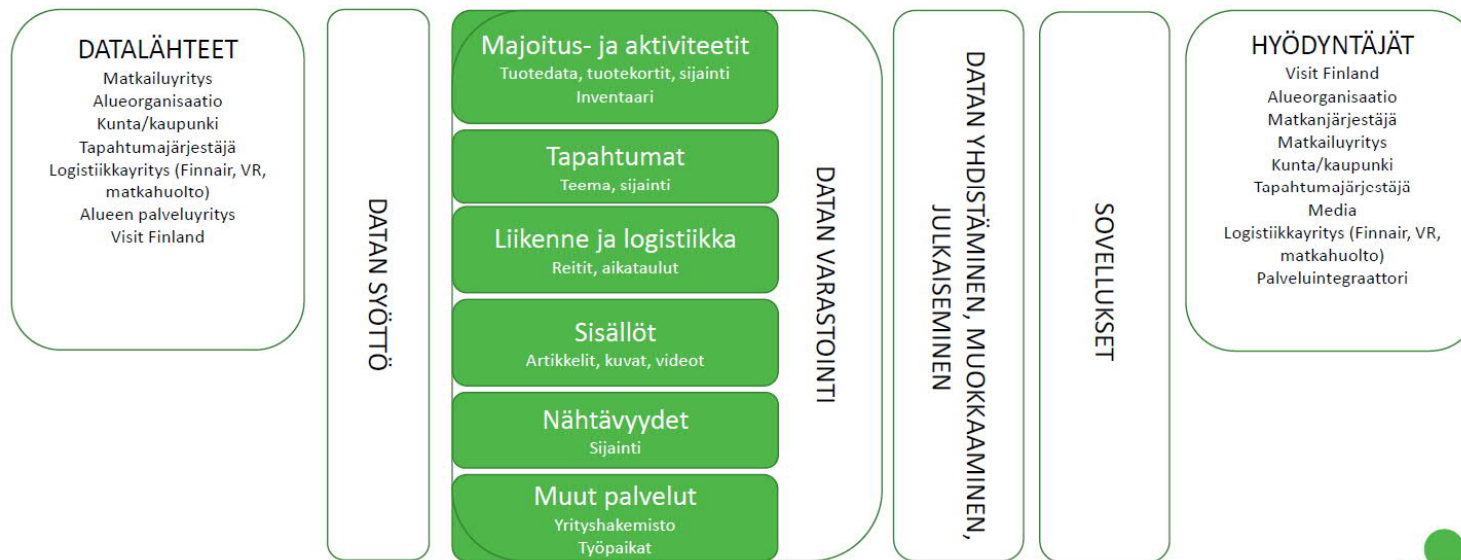 DATALÄHTEET
Matkailuyritys
Alueorganisaatio
Kunta/kaupunki
Tapahtumajärjestäjä
Logistiikkayritys (Finnair, VR,
matkahuolto)
Alueen palveluyritys
Visit Finland
DATAN SYÖTTÖ
Majoitus- ja aktiviteetit
Tuotedata, tuotekortit, sijainti
Inventaari
Tapahtumat
Teema, sijainti
Liikenne ja logistiikka
Reitit, aikataulut
Sisällöt
Artikkelit, kuvat, videot
Nähtävyydet
Sijainti
Muut palvelut
Yrityshakemisto
Työpaikat
DATAN VARASTOINTI
DATAN YHDISTÄMINEN, MUOKKAAMINEN,
JULKAISEMINEN
SOVELLUKSET
HYÖDYNTÄJÄT
Visit Finland
Alueorganisaatio
Matkanjärjestäjä
Matkailuyritys
Kunta/kaupunki
Tapahtumajärjestäjä
Media
Logistiikkayritys (Finnair, VR,
matkahuolto)
Palveluintegraattori